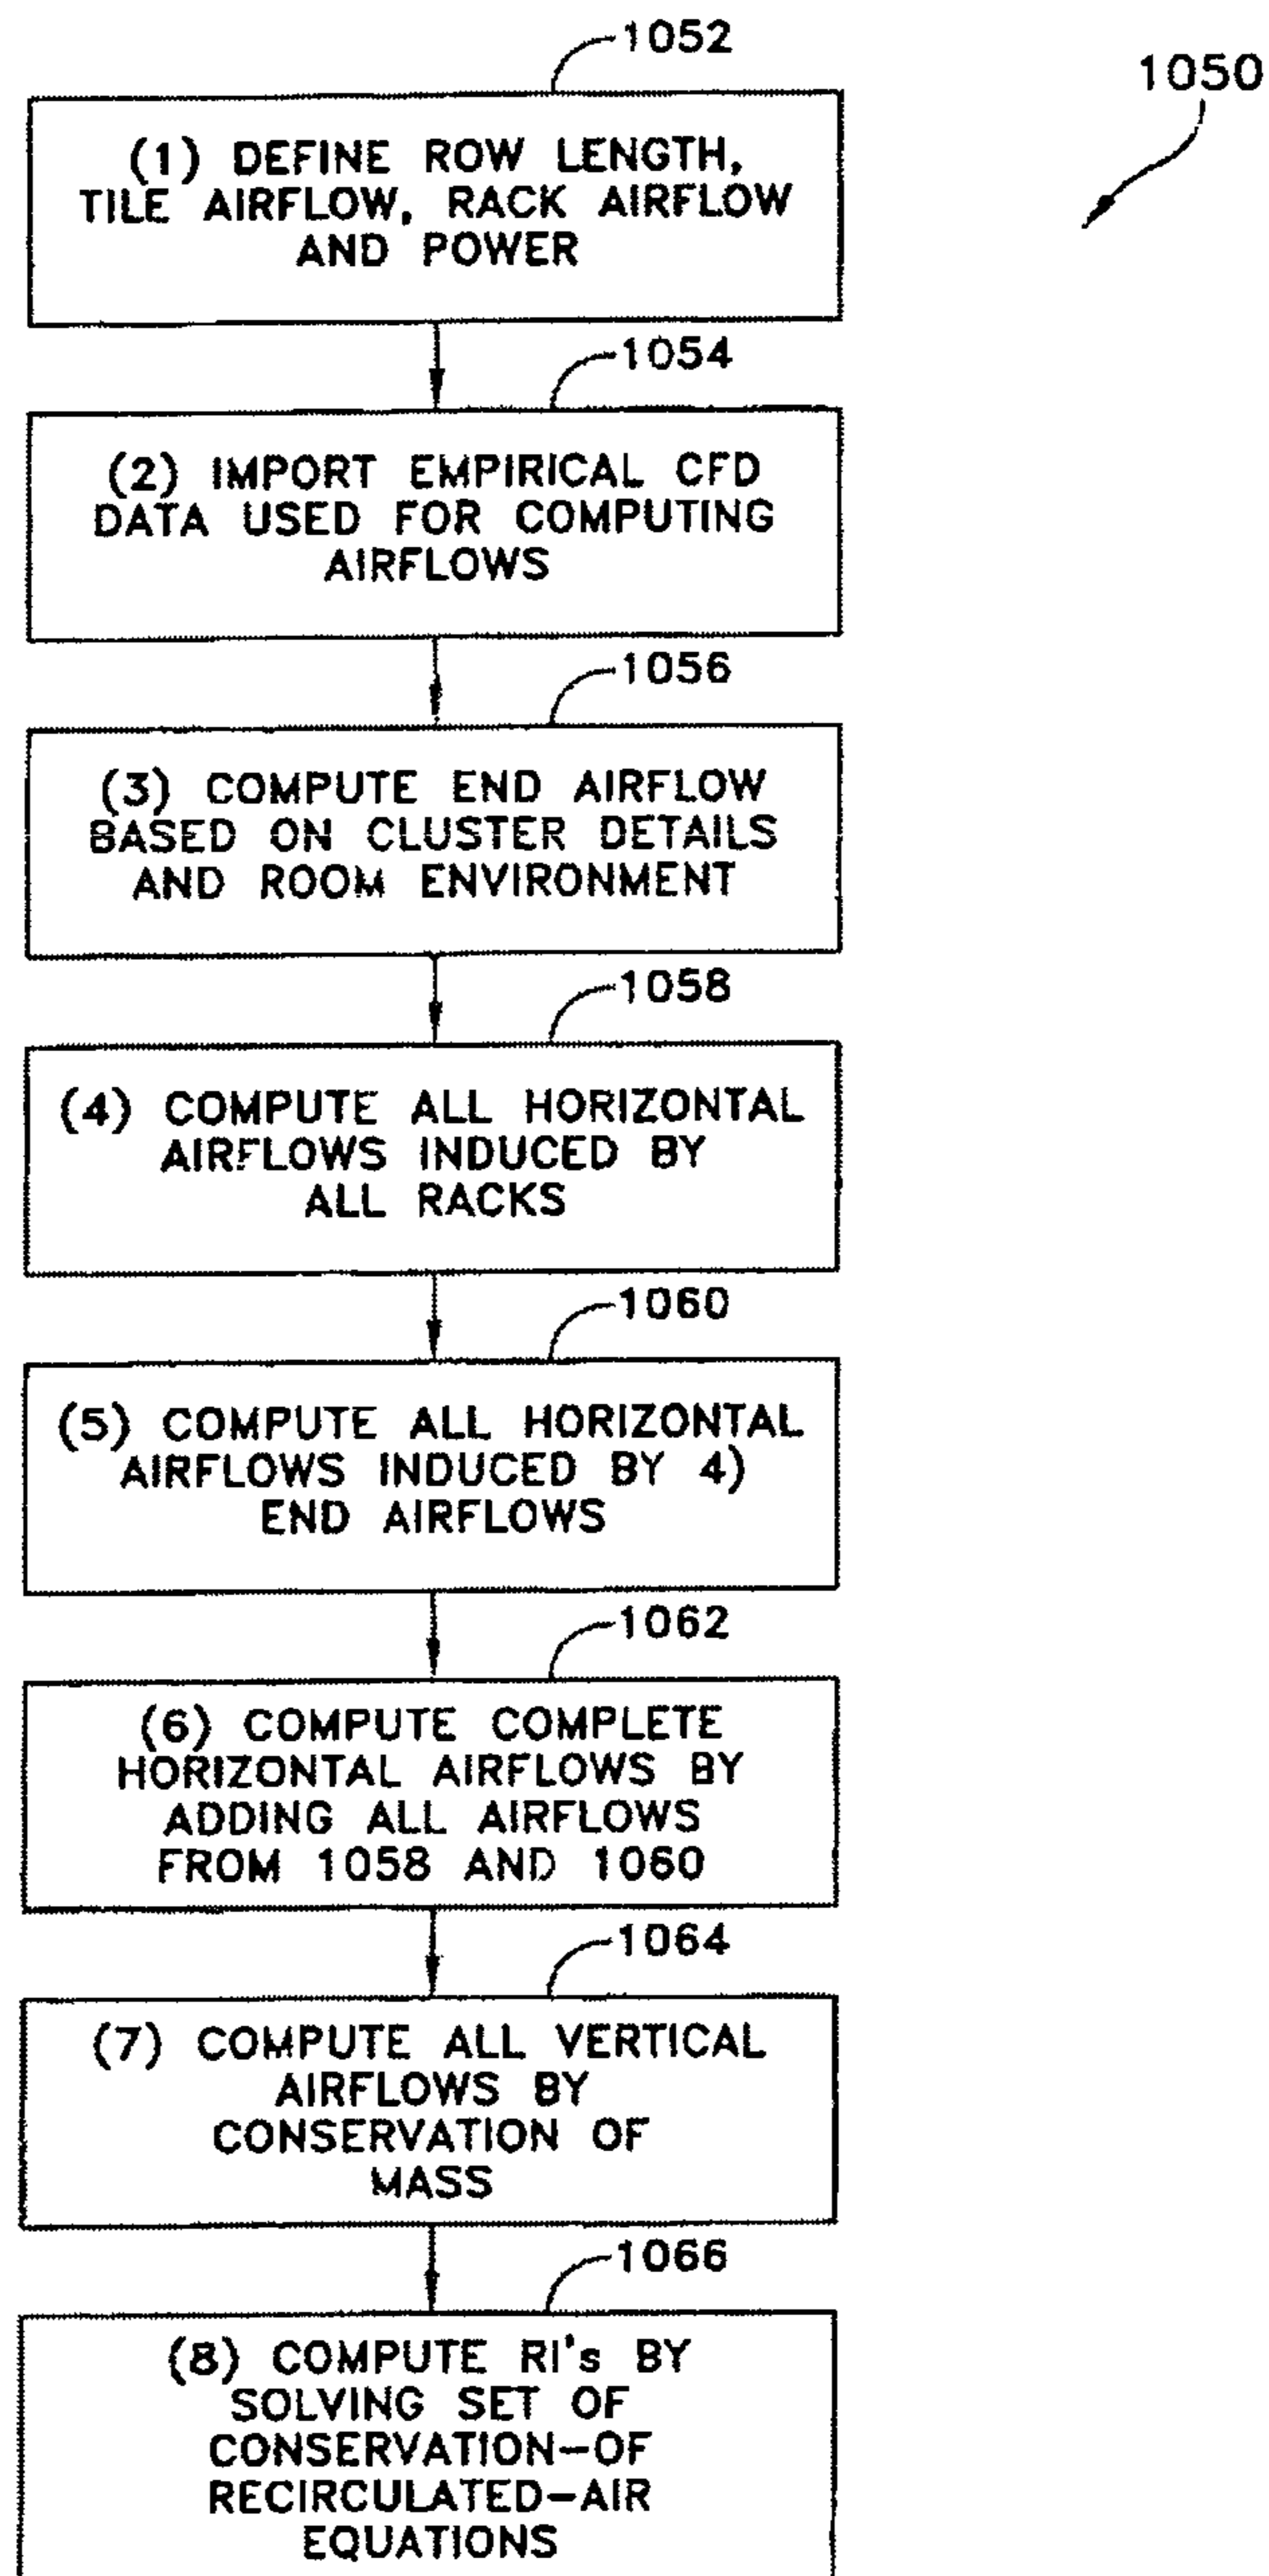 1052
1050
(1) DEFINE ROW LENGTH,
TILE AIRFLOW, RACK AIRFLOW
AND POWER
1054
(2) IMPORT EMPIRICAL CFD
DATA USED FOR COMPUTING
AIRFLOWS
1056
(3) COMPUTE END AIRFLOW
BASED ON CLUSTER DETAILS
AND ROOM ENVIRONMENT
1058
(4) COMPUTE ALL HORIZONTAL
AIRFLOWS INDUCED BY
ALL RACKS
1060
(5) COMPUTE ALL HORIZONTAL
AIRFLOWS INDUCED BY 4)
END AIRFLOWS
1062
(6) COMPUTE COMPLETE
HORIZONTAL AIRFLOWS BY
ADDING ALL AIRFLOWS
FROM 1058 AND 1060
1064
(7) COMPUTE ALL VERTICAL
AIRFLOWS BY
CONSERVATION OF
MASS
1066
(8) COMPUTE RI's BY
SOLVING SET OF
CONSERVATION-OF
RECIRCULATED-AIR
EQUATIONS